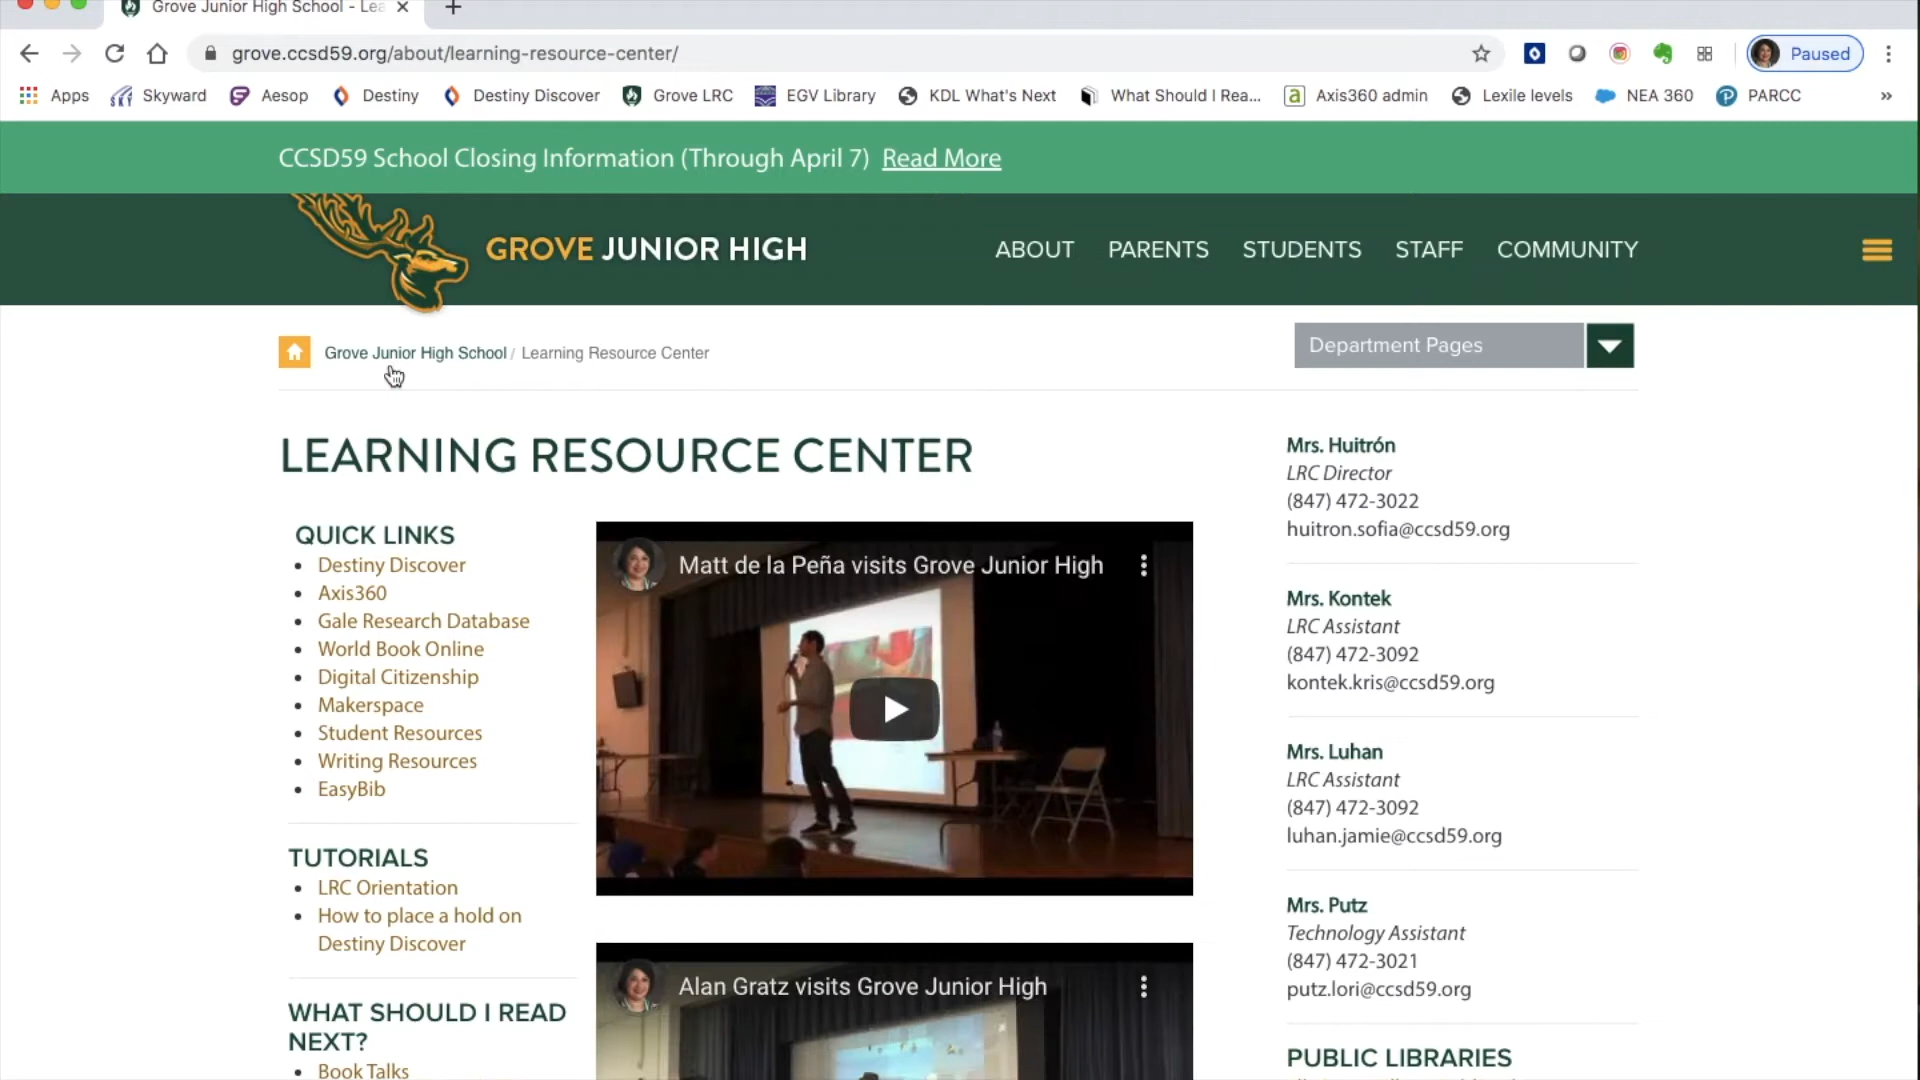 Grove Junior High School - Lea
grove.ccsd59.org/about/learning-resource-center/
Paused
Apps
Skyward
Aesop
Destiny
Destiny Discover
Grove LRC
EGV Library
KDL What's Next
What Should I Rea...
Axis360 admin
Lexile levels
NEA 360
PARCC
»
CCSD59 School Closing Information (Through April 7) Read More
GROVE JUNIOR HIGH
ABOUT
PARENTS
STUDENTS
STAFF
COMMUNITY
Grove Junior High School / Learning Resource Center
Department Pages
LEARNING RESOURCE CENTER
QUICK LINKS
• Destiny Discover
• Axis360
• Gale Research Database
• World Book Online
• Digital Citizenship
• Makerspace
• Student Resources
• Writing Resources
• EasyBib
TUTORIALS
• LRC Orientation
• How to place a hold on
Destiny Discover
WHAT SHOULD I READ
NEXT?
• Book Talks
Matt de la Peña visits Grove Junior High
Alan Gratz visits Grove Junior High
Mrs. Huitrón
LRC Director
(847) 472-3022
huitron.sofia@ccsd59.org
Mrs. Kontek
LRC Assistant
(847) 472-3092
kontek.kris@ccsd59.org
Mrs. Luhan
LRC Assistant
(847) 472-3092
luhan.jamie@ccsd59.org
Mrs. Putz
Technology Assistant
(847) 472-3021
putz.lori@ccsd59.org
PUBLIC LIBRARIES